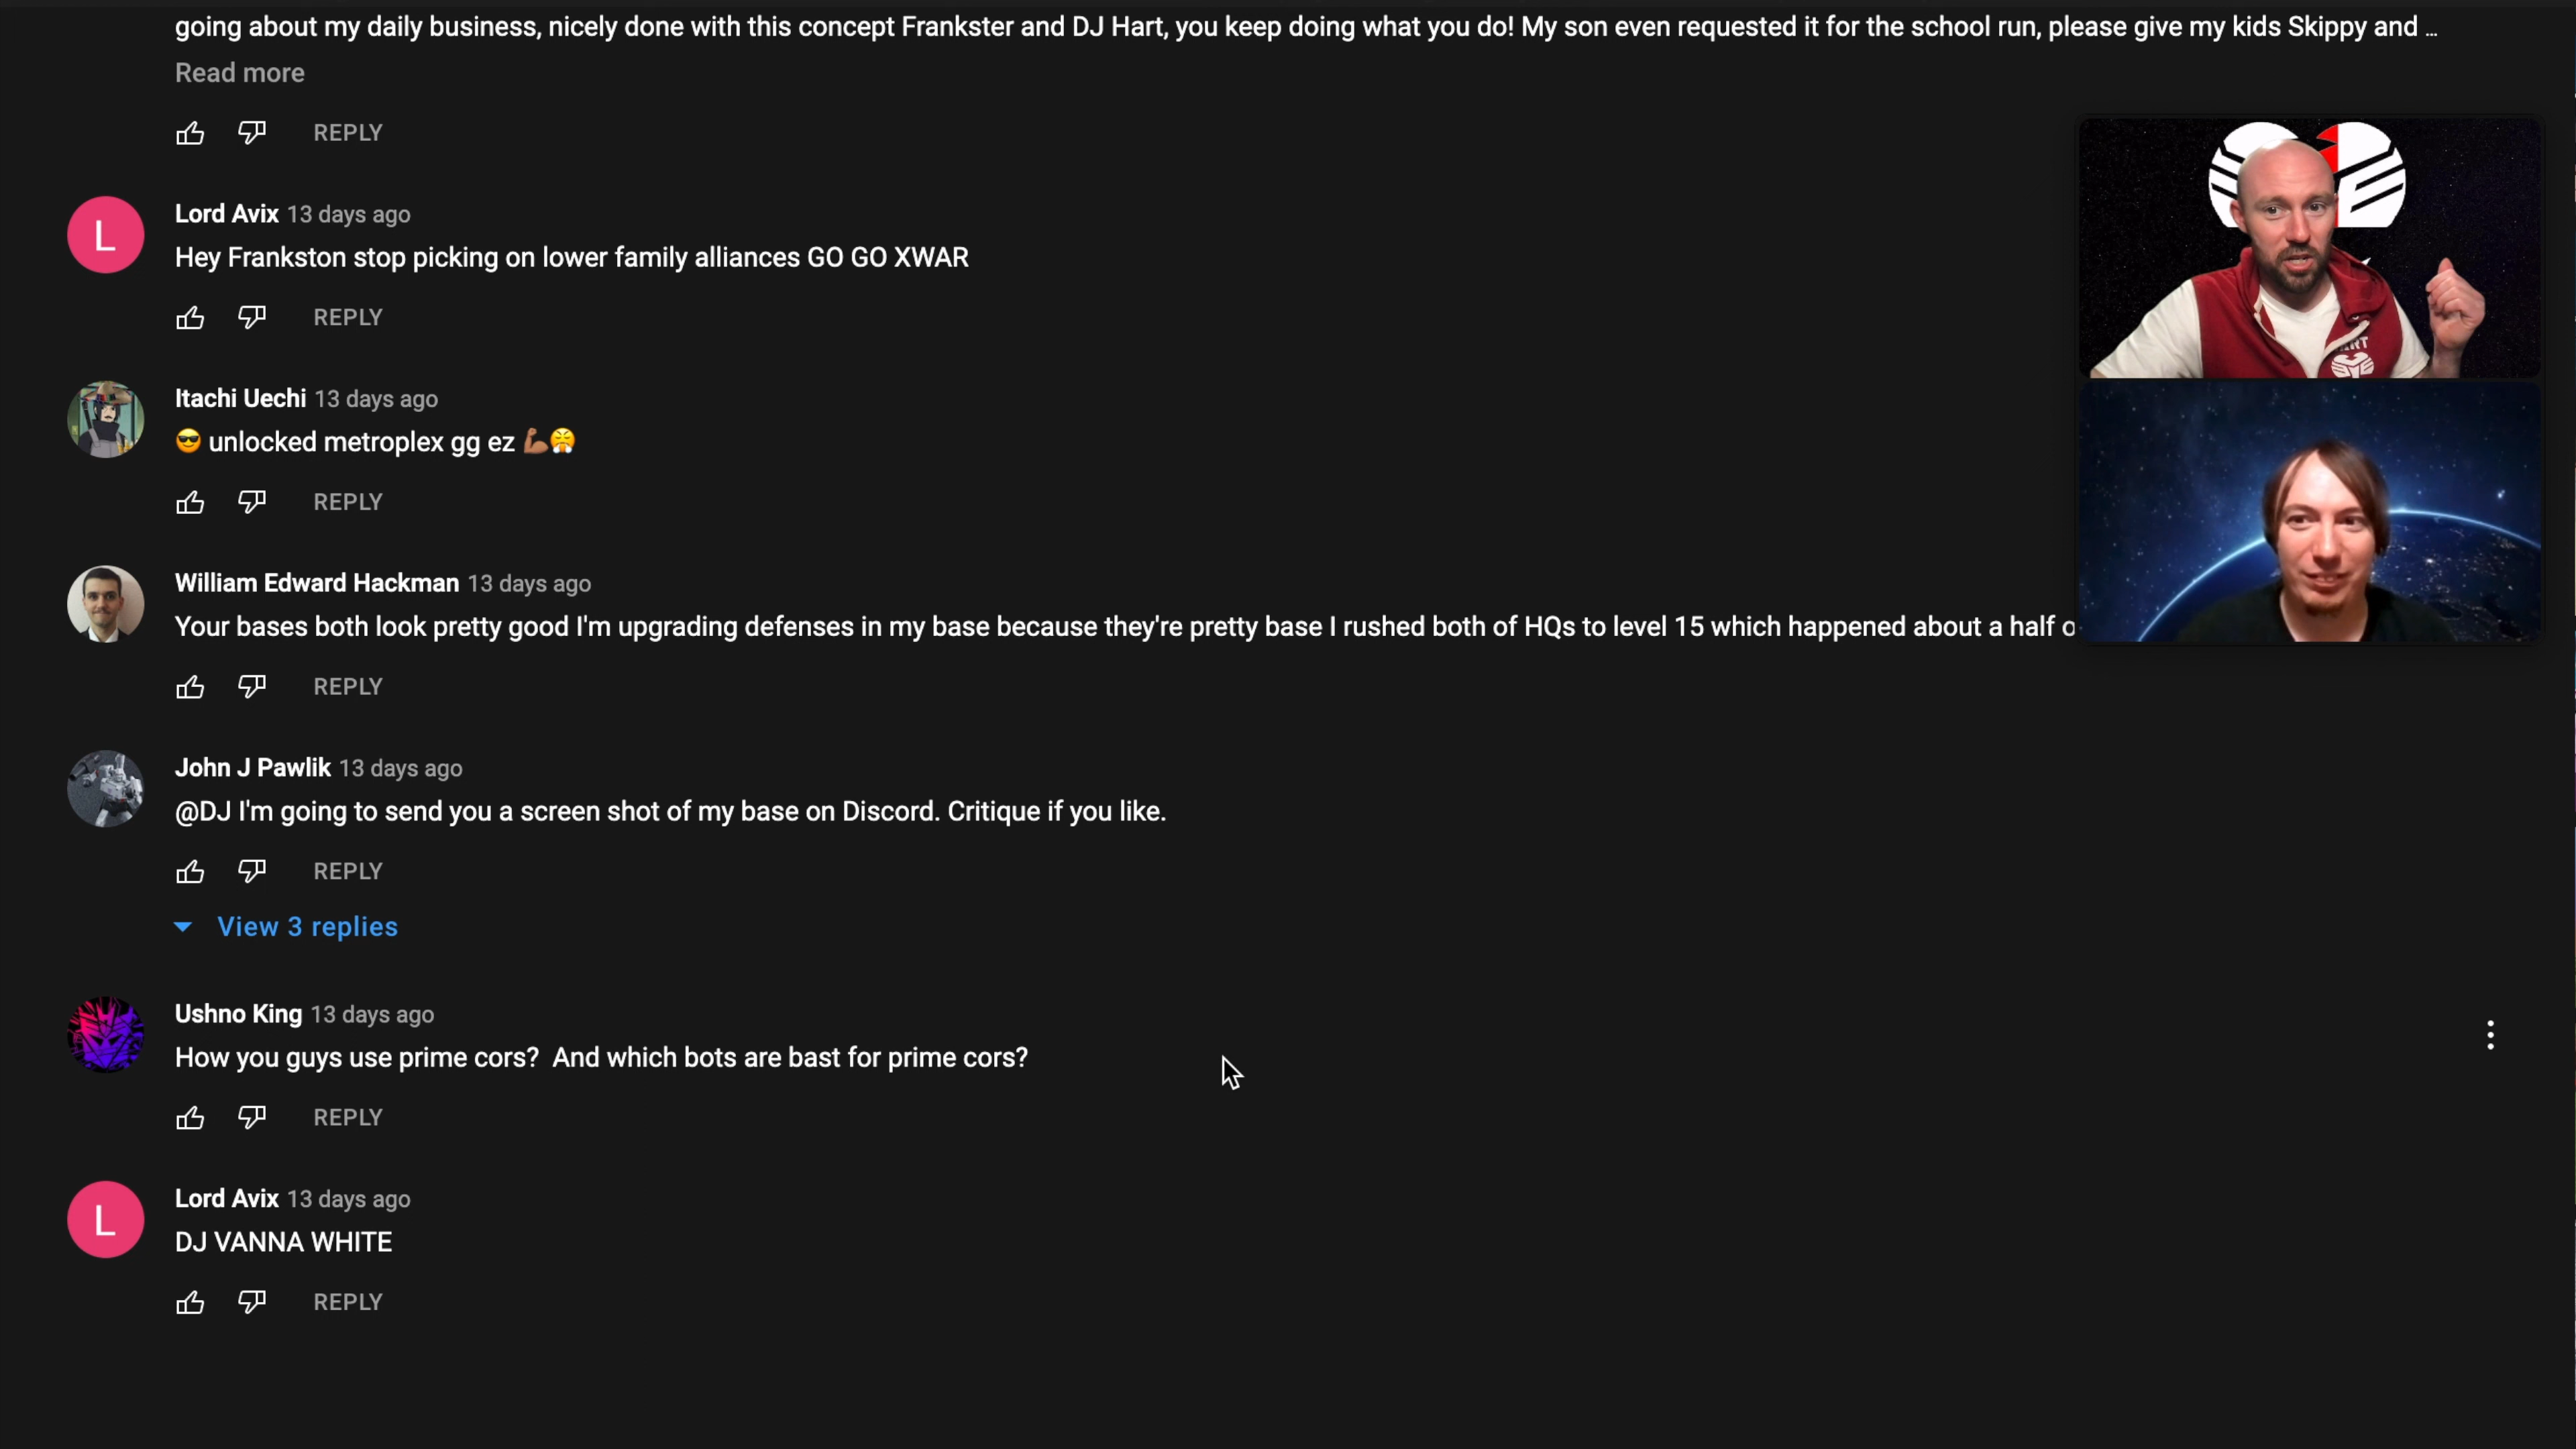 going about my daily business, nicely done with this concept Frankster and DJ Hart, you keep doing what you do! My son even requested it for the school run, please give my kids Skippy and ...
Read more
REPLY
L
Lord Avix 13 days ago
Hey Frankston stop picking on lower family alliances GO GO XWAR
REPLY
Itachi Uechi 13 days ago
😎 unlocked metroplex gg ez 💪🏾😤
REPLY
William Edward Hackman 13 days ago
Your bases both look pretty good I'm upgrading defenses in my base because they're pretty base I rushed both of HQs to level 15 which happened about a half
REPLY
John J Pawlik 13 days ago
@DJ I'm going to send you a screen shot of my base on Discord. Critique if you like.
REPLY
View 3 replies
Ushno King 13 days ago
How you guys use prime cors? And which bots are bast for prime cors?
REPLY
L
Lord Avix 13 days ago
DJ VANNA WHITE
REPLY